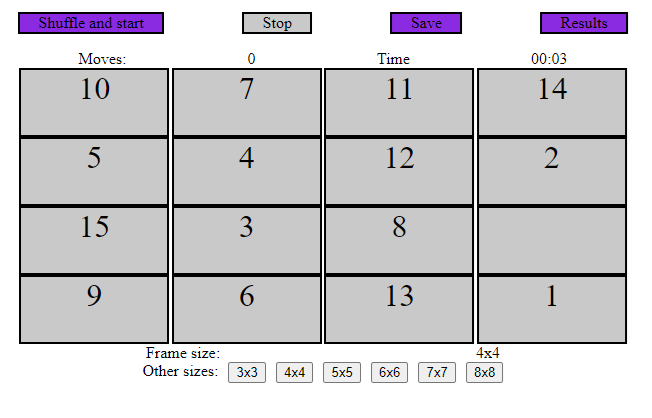 Shuffle and start Stop Save Results
Moves: 0 Time 00:03
10 7 11 14
5 4 12 2
15 3 8
9 6 13 1
Frame size: 4x4
Other sizes: 3x3 4x4 5x5 6x6 7x7 8x8